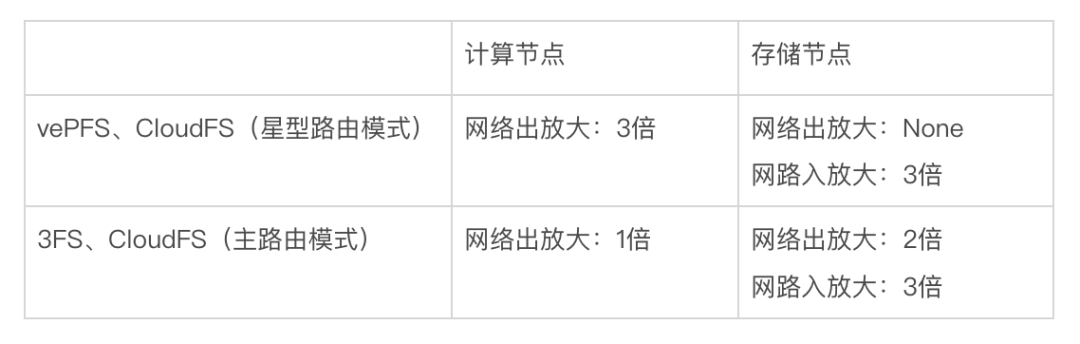 计算节点 存储节点
vePFS、CloudFS（星型路由模式） 网络出放大：3倍 网络出放大：None
网路入放大：3倍
3FS、CloudFS（主路由模式） 网络出放大：1倍 网络出放大：2倍
网路入放大：3倍